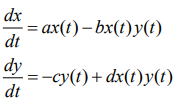 dx/dt = ax(t) − bx(t)y(t)
dy/dt = −cy(t) + dx(t)y(t)